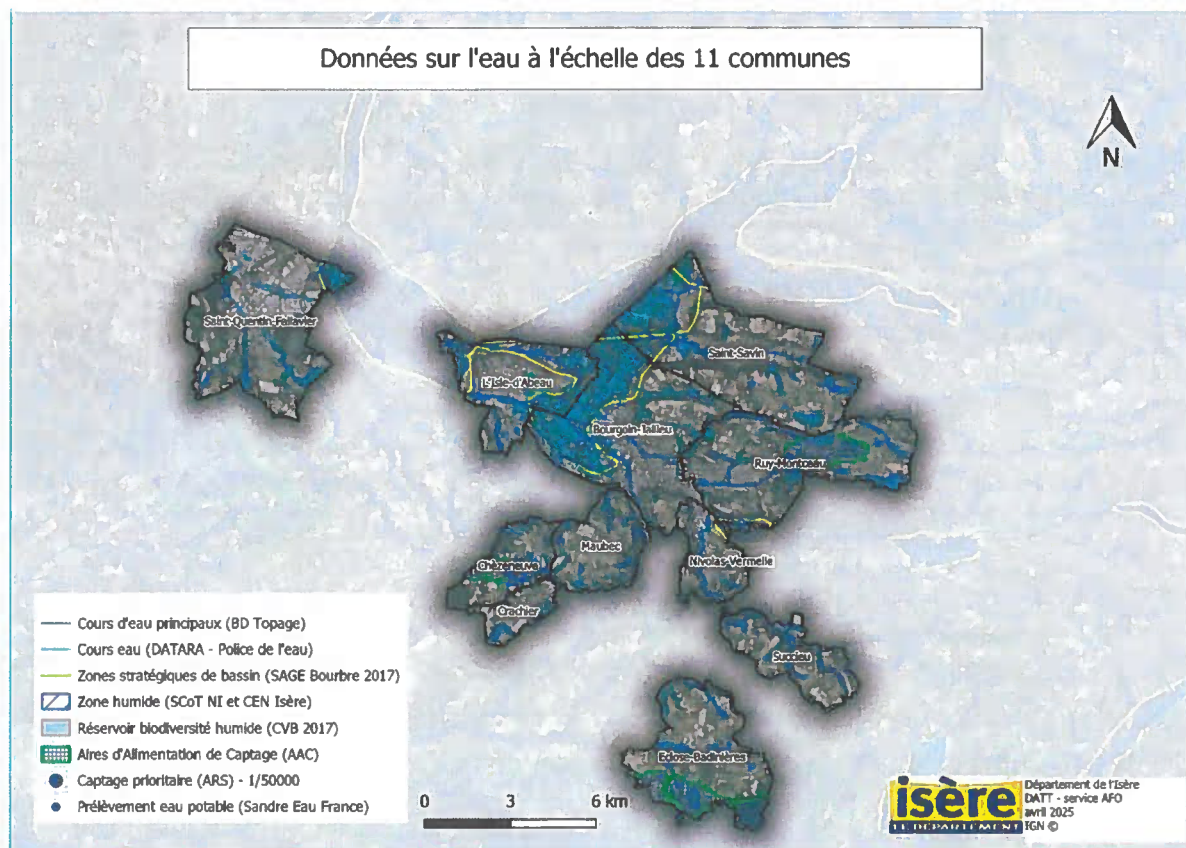 Données sur l'eau à l'échelle des 11 communes
N
Saint-Quentin-Fallavier
Saint-Savin
L'Isle-d'Abeau
Bourgoin-Jallieu
Ruy-Montceau
Maubec
Chèzeneuve
Nivolas-Vermelle
Crachier
Succieu
Eclose-Badinières
Cours d'eau principaux (BD Topage)
Cours eau (DATARA - Police de l'eau)
Zones stratégiques de bassin (SAGE Bourbre 2017)
Zone humide (SCoT NI et CEN Isère)
Réservoir biodiversité humide (CVB 2017)
Aires d'Alimentation de Captage (AAC)
Captage prioritaire (ARS) - 1/50000
Prélèvement eau potable (Sandre Eau France)
0 3 6 km
isère
LE DÉPARTEMENT
Département de l'Isère
DATT - service AFO
avril 2025
IGN ©